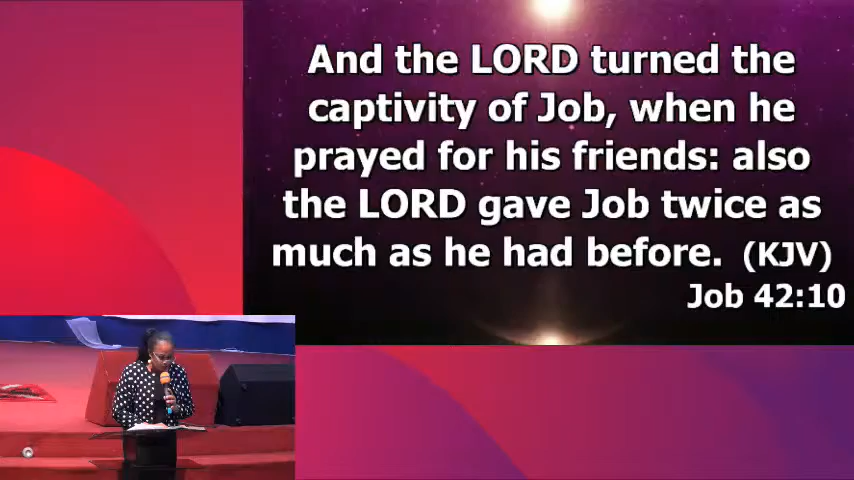 And the LORD turned the
captivity of Job, when he
prayed for his friends: also
the LORD gave Job twice as
much as he had before. (KJV)
Job 42:10